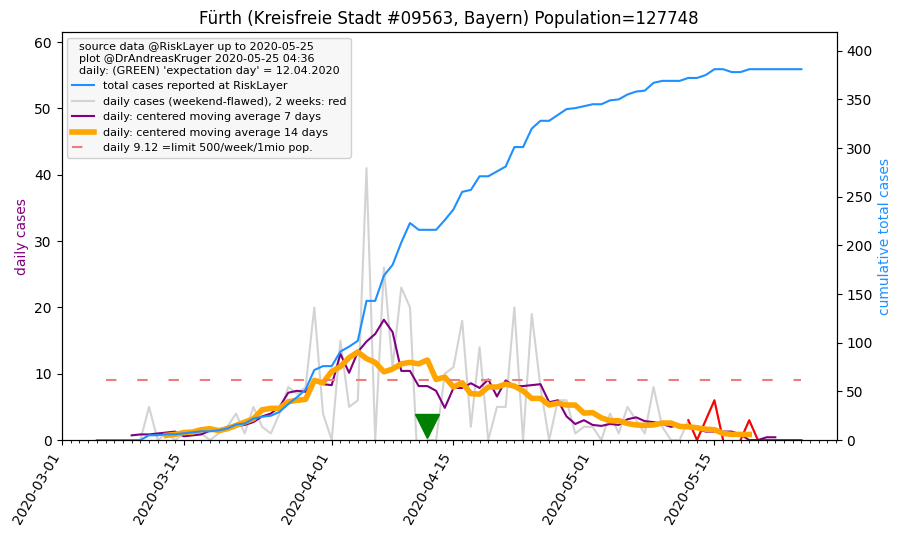 Fürth (Kreisfreie Stadt #09563, Bayern) Population=127748
source data @RiskLayer up to 2020-05-25
plot @DrAndreasKruger 2020-05-25 04:36
daily: (GREEN) 'expectation day' = 12.04.2020
total cases reported at RiskLayer
daily cases (weekend-flawed), 2 weeks: red
daily: centered moving average 7 days
daily: centered moving average 14 days
daily 9.12 =limit 500/week/1mio pop.
daily cases
60
50
40
30
20
10
0
cumulative total cases
400
350
300
250
200
150
100
50
0
2020-03-01
2020-03-15
2020-04-01
2020-04-15
2020-05-01
2020-05-15